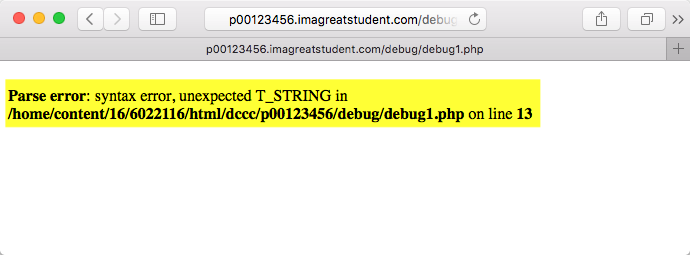 p00123456.imagreatstudent.com/debug
p00123456.imagreatstudent.com/debug/debug1.php
Parse error: syntax error, unexpected T_STRING in
/home/content/16/6022116/html/dccc/p00123456/debug/debug1.php on line 13